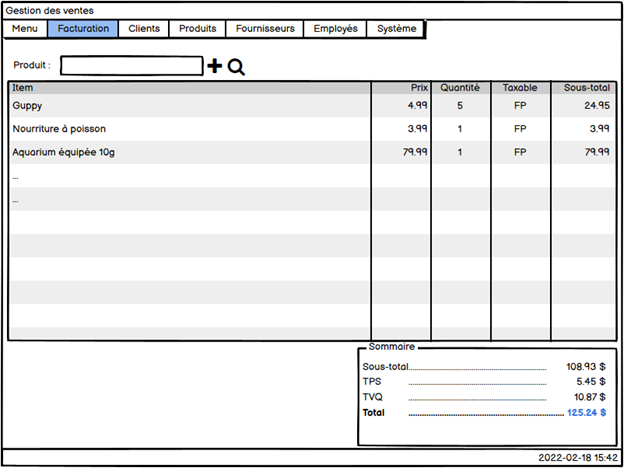 Gestion des ventes
Menu Facturation Clients Produits Fournisseurs Employés Système
Produit :
Item Prix Quantité Taxable Sous-total
Guppy 4.99 5 FP 24.95
Nourriture à poisson 3.99 1 FP 3.99
Aquarium équipée 10g 79.99 1 FP 79.99
...
...
Sommaire
Sous-total 108.93 $
TPS 5.45 $
TVQ 10.87 $
Total 125.24 $
2022-02-18 15:42